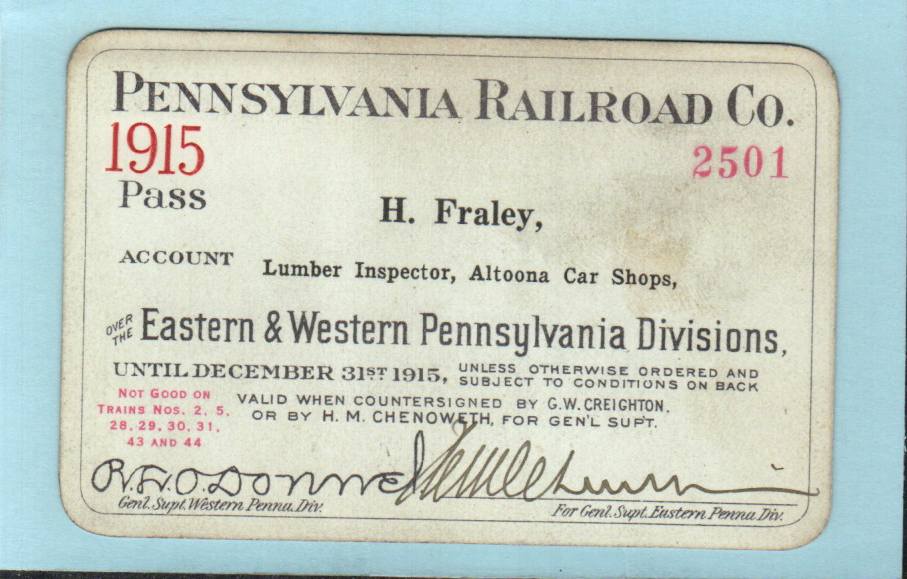 PENNSYLVANIA RAILROAD CO.
1915
2501
Pass
H. Fraley,
ACCOUNT Lumber Inspector, Altoona Car Shops,
OVER THE Eastern & Western Pennsylvania Divisions,
UNTIL DECEMBER 31ST 1915, UNLESS OTHERWISE ORDERED AND
SUBJECT TO CONDITIONS ON BACK
NOT GOOD ON
TRAINS NOS. 2, 5,
28, 29, 30, 31,
43 AND 44
VALID WHEN COUNTERSIGNED BY G.W. CREIGHTON,
OR BY H. M. CHENOWETH, FOR GEN'L SUPT.
R.L. O'Donnel
Genl. Supt. Western Penna. Div.
For Genl. Supt. Eastern Penna Div.